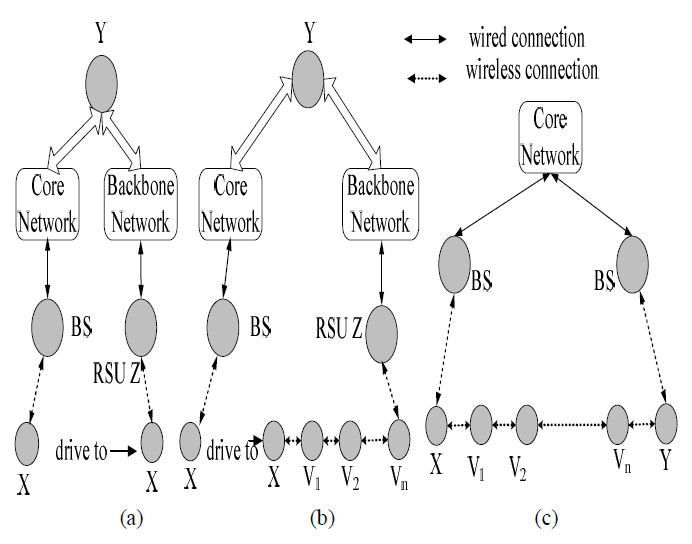 Y
Y
wired connection
wireless connection
Core
Network
Core
Network
Backbone
Network
Core
Network
Backbone
Network
BS
BS
BS
BS
RSU Z
RSU Z
drive to
drive to
X
X
X
X
V1
V2
Vn
X
V1
V2
Vn
Y
(a)
(b)
(c)